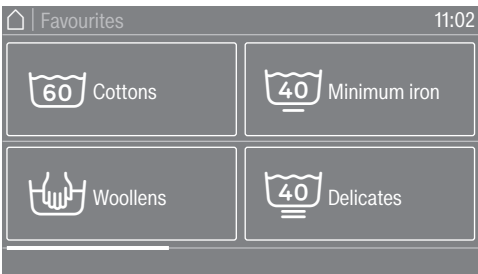 Favourites 11:02
60 Cottons
40 Minimum iron
Woollens
40 Delicates